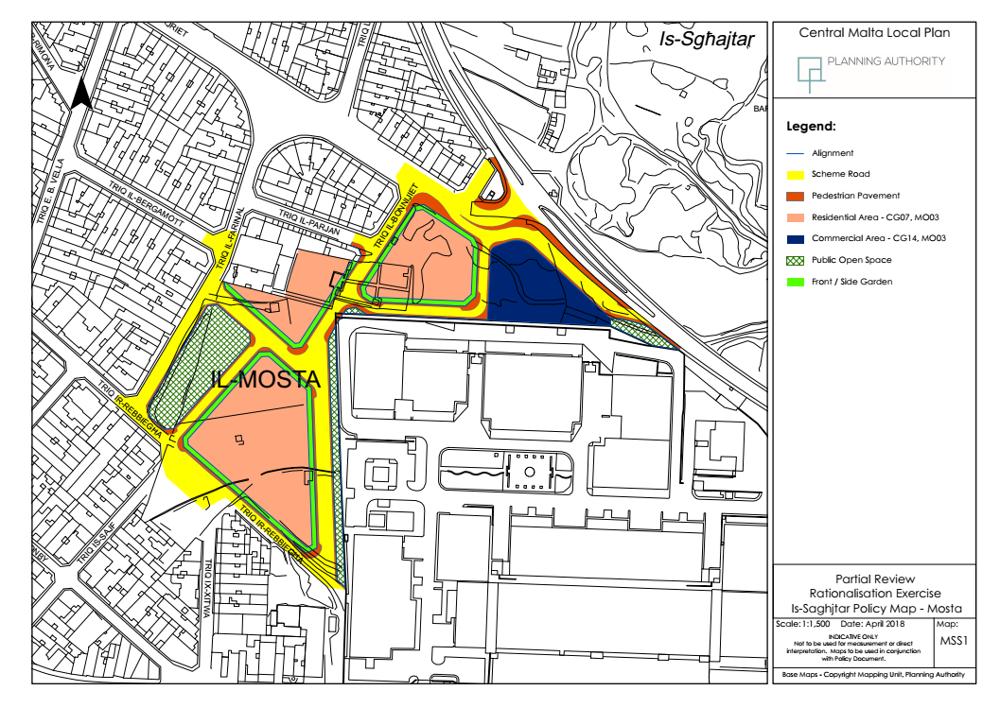 Is-Sgħajtar
IL-MOSTA
TRIQ E. B. VELLA
TRIQ IL-BERGAMOTT
TRIQ IL-FARINAL
TRIQ IL-PARJAN
TRIQ IL-BONNIJIET
TRIQ IR-REBBIEGHA
TRIQ IR-REBBIEGHA
TRIQ IS-SAJF
TRIQ IX-XITWA
Central Malta Local Plan
PLANNING AUTHORITY
Legend:
Alignment
Scheme Road
Pedestrian Pavement
Residential Area - CG07, MO03
Commercial Area - CG14, MO03
Public Open Space
Front / Side Garden
Partial Review
Rationalisation Exercise
Is-Saghjtar Policy Map - Mosta
Scale: 1:1,500 Date: April 2018
Map:
MSS1
INDICATIVE ONLY
Not to be used for measurement or direct
interpretation. Maps to be used in conjunction
with Policy Document.
Base Maps - Copyright Mapping Unit, Planning Authority